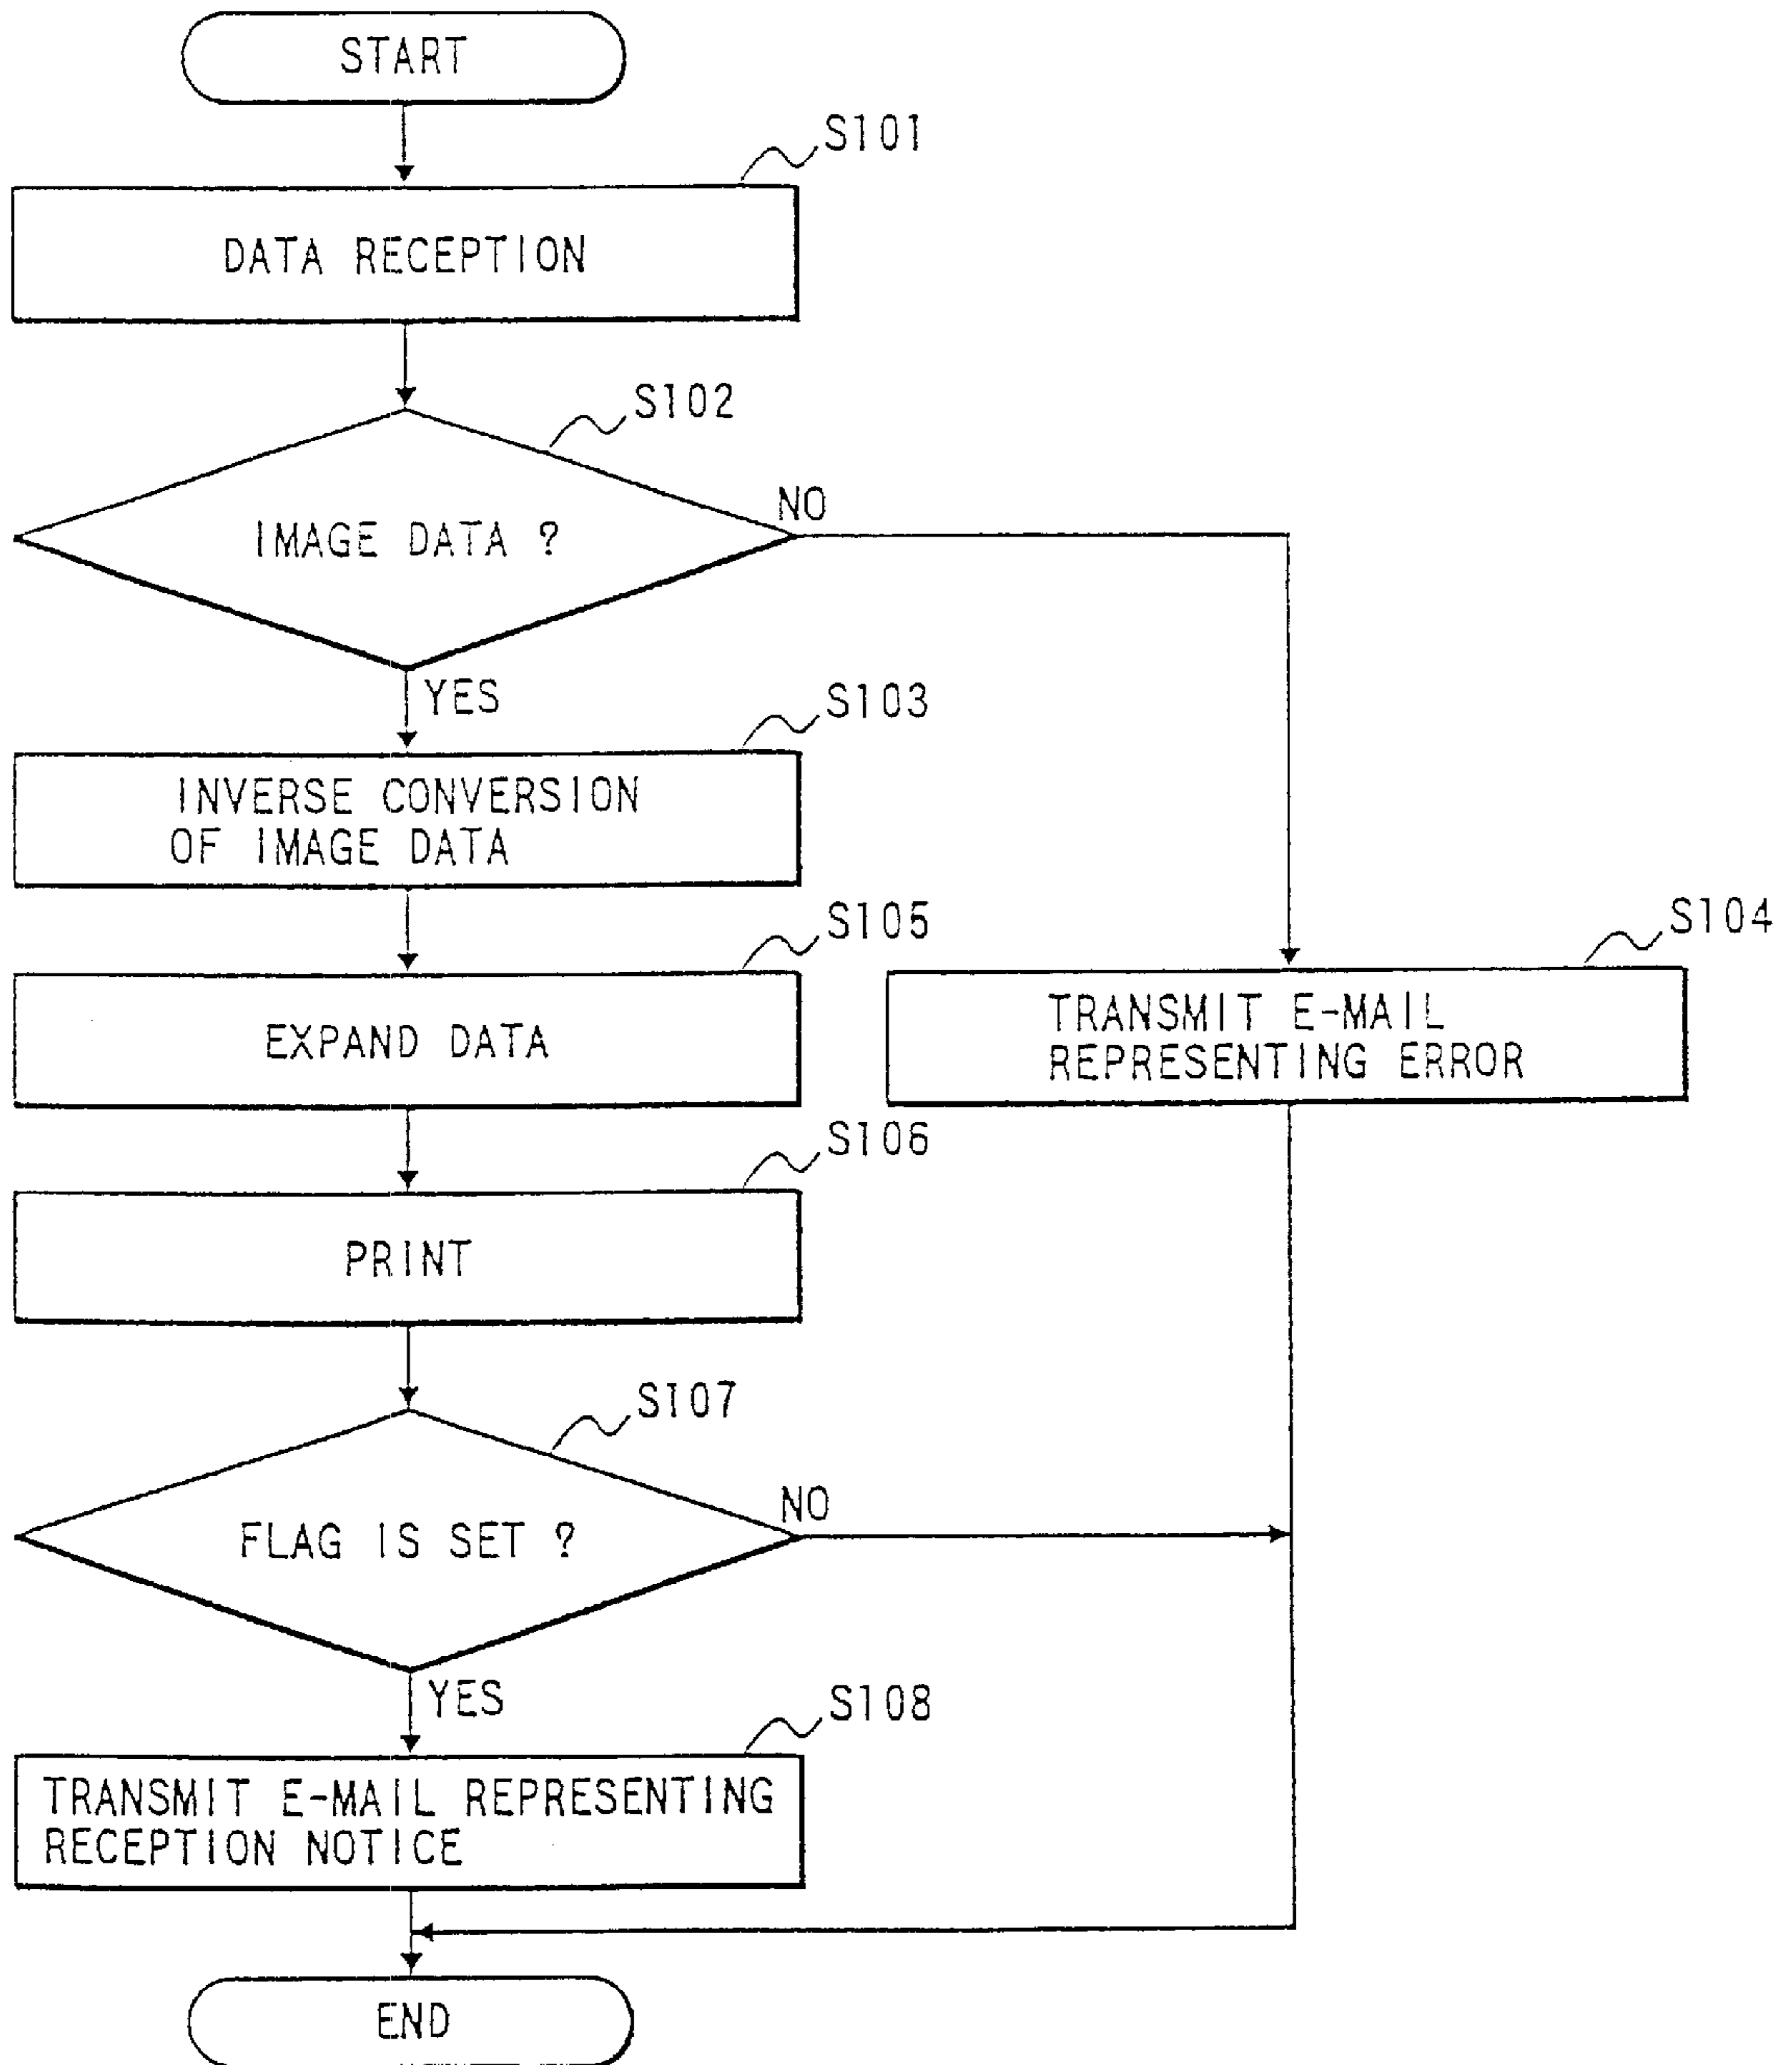 START
S101
DATA RECEPTION
S102
IMAGE DATA ?
NO
YES
S103
INVERSE CONVERSION
OF IMAGE DATA
S105
EXPAND DATA
S104
TRANSMIT E-MAIL
REPRESENTING ERROR
S106
PRINT
S107
FLAG IS SET ?
NO
YES
S108
TRANSMIT E-MAIL REPRESENTING
RECEPTION NOTICE
END